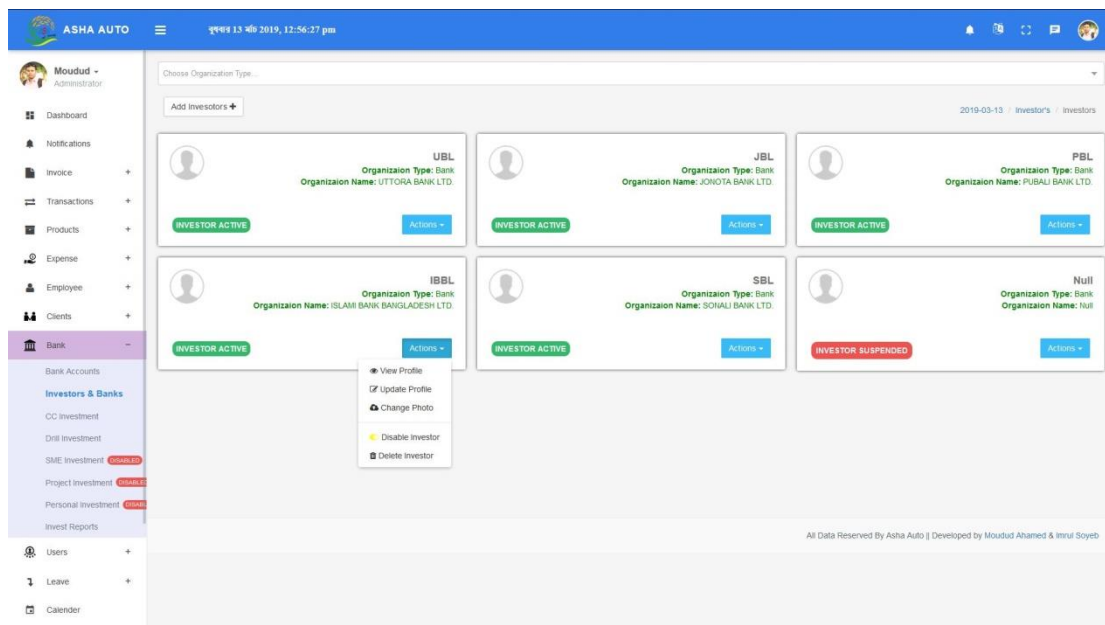 ASHA AUTO
বুধবার 13 মার্চ 2019, 12:56:27 pm
Moudud
Administrator
Choose Organization Type...
Add Invesotors +
2019-03-13 / Investor's / Investors
Dashboard
Notifications
Invoice +
Transactions +
Products +
Expense +
Employee +
Clients +
Bank -
Bank Accounts
Investors & Banks
CC Investment
Drill Investment
SME Investment DISABLED
Project Investment DISABLED
Personal Investment
Invest Reports
Users +
Leave +
Calender
UBL
Organizaion Type: Bank
Organizaion Name: UTTORA BANK LTD.
INVESTOR ACTIVE
Actions
JBL
Organizaion Type: Bank
Organizaion Name: JONOTA BANK LTD.
INVESTOR ACTIVE
Actions
PBL
Organizaion Type: Bank
Organizaion Name: PUBALI BANK LTD.
INVESTOR ACTIVE
Actions
IBBL
Organizaion Type: Bank
Organizaion Name: ISLAMI BANK BANGLADESH LTD.
INVESTOR ACTIVE
Actions
View Profile
Update Profile
Change Photo
Disable Investor
Delete Investor
SBL
Organizaion Type: Bank
Organizaion Name: SONALI BANK LTD.
INVESTOR ACTIVE
Actions
Null
Organizaion Type: Bank
Organizaion Name: Null
INVESTOR SUSPENDED
Actions
All Data Reserved By Asha Auto || Developed by Moudud Ahamed & Imrul Soyeb